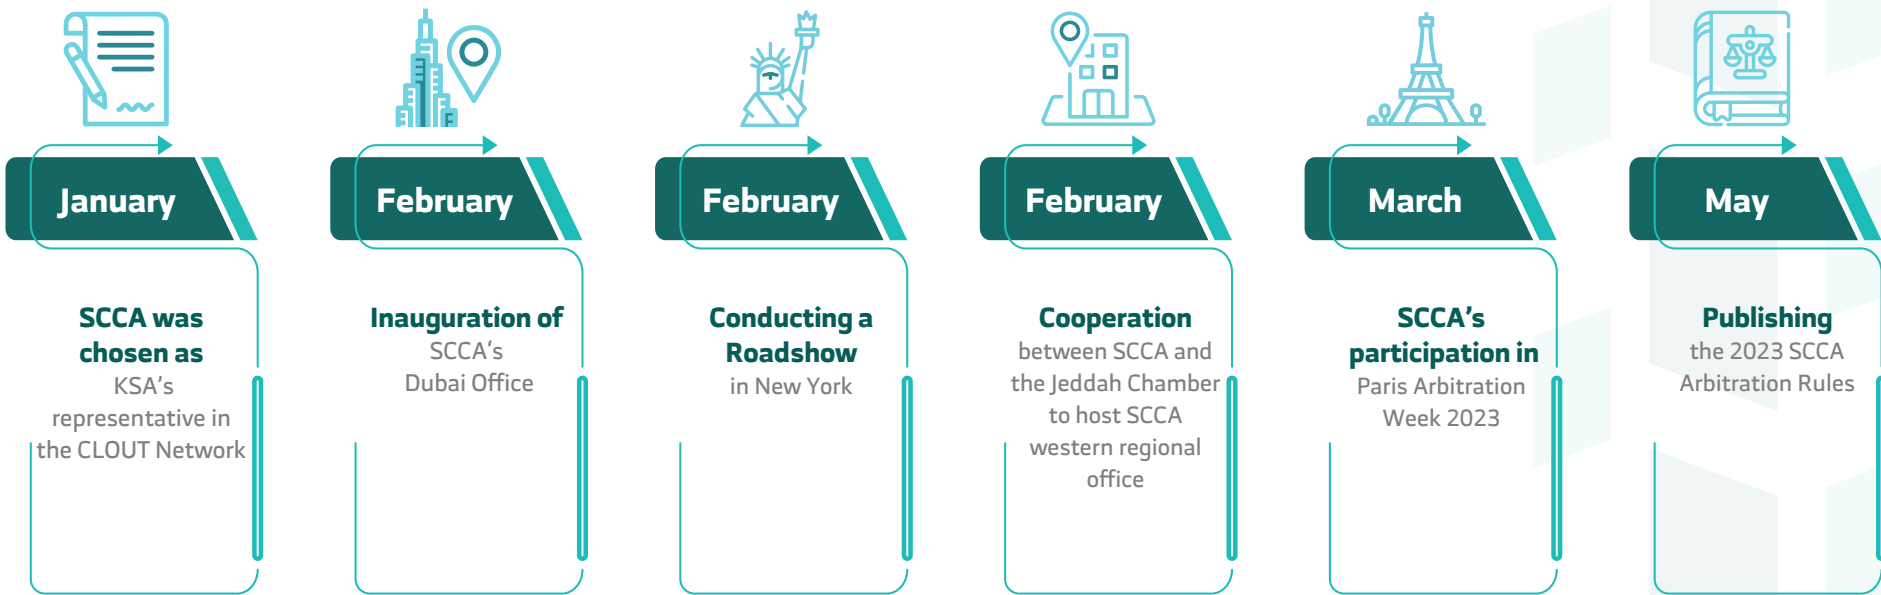 January
SCCA was
chosen as
KSA's
representative in
the CLOUT Network
February
Inauguration of
SCCA‘s
Dubai Office
February
Conducting a
Roadshow
in New York
February
Cooperation
between SCCA and
the Jeddah Chamber
to host SCCA
western regional
office
March
SCCA’s
participation in
Paris Arbitration
Week 2023
May
Publishing
the 2023 SCCA
Arbitration Rules